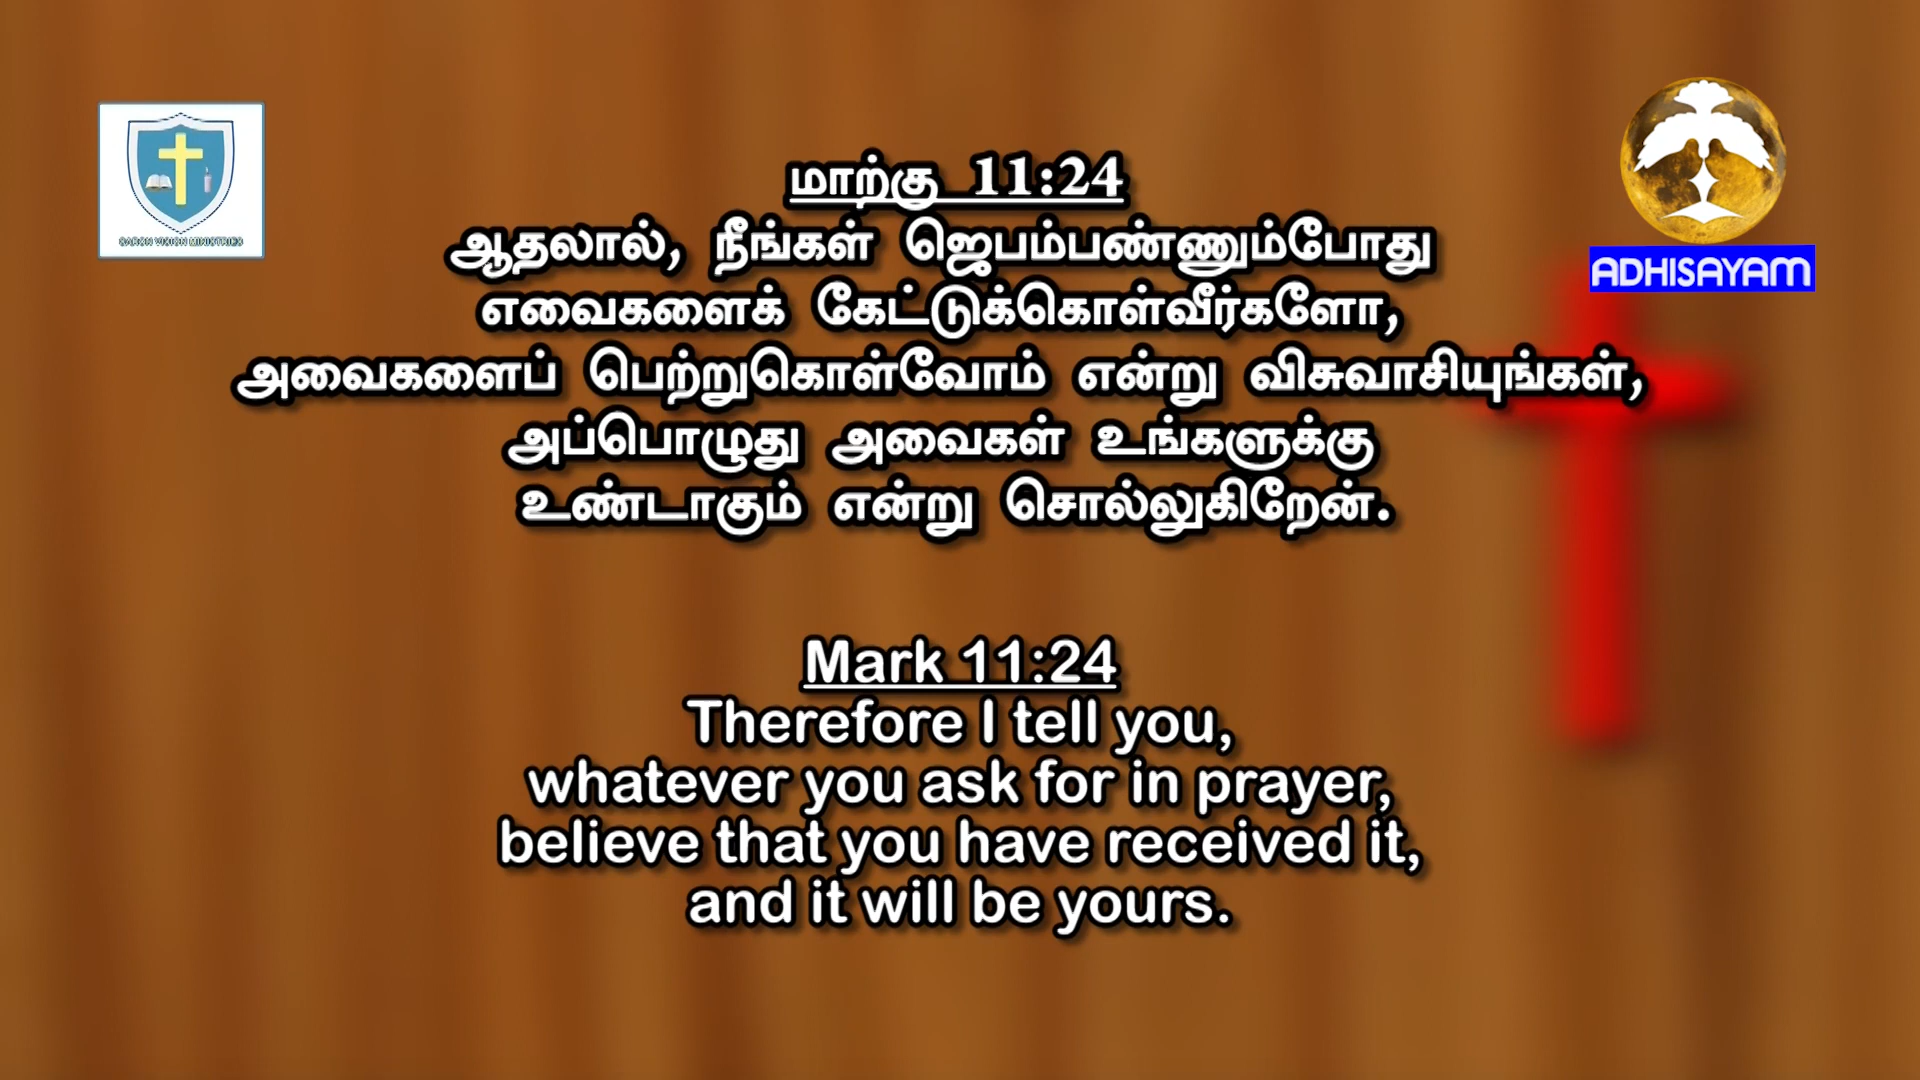 மாற்கு 11:24
ஆதலால், நீங்கள் ஜெபம்பண்ணும்போது
எவைகளைக் கேட்டுக்கொள்வீர்களோ,
அவைகளைப் பெற்றுகொள்வோம் என்று விசுவாசியுங்கள்,
அப்பொழுது அவைகள் உங்களுக்கு
உண்டாகும் என்று சொல்லுகிறேன்.
ADHISAYAM
Mark 11:24
Therefore I tell you,
whatever you ask for in prayer,
believe that you have received it,
and it will be yours.